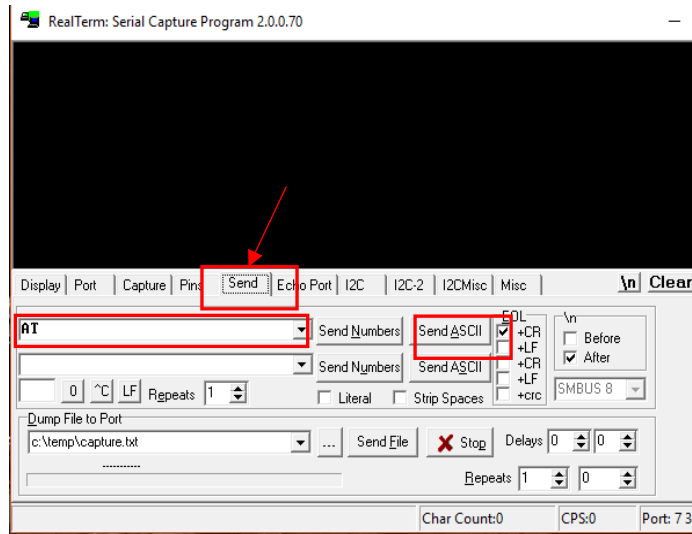 RealTerm: Serial Capture Program 2.0.0.70
Display Port Capture Pins Send Echo Port I2C I2C-2 I2CMisc Misc \n Clear
AT Send Numbers Send ASCII EOL +CR +LF \n Before After
Send Numbers Send ASCII +CR +LF +crc SMBUS 8
0 ^C LF Repeats 1 Literal Strip Spaces
Dump File to Port
c:\temp\capture.txt ... Send File Stop Delays 0 0
Repeats 1 0
Char Count:0 CPS:0 Port: 7 3